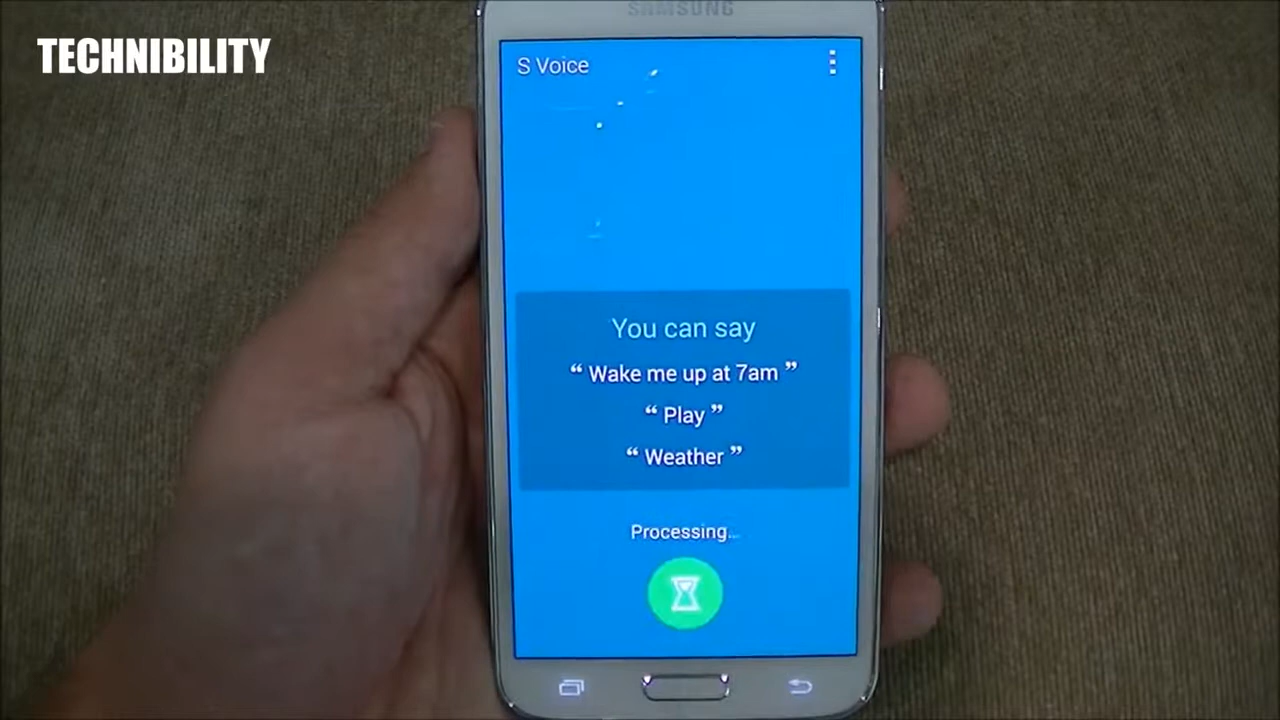 SAMSUNG
TECHNIBILITY
S Voice
You can say
“ Wake me up at 7am ”
“ Play ”
“ Weather ”
Processing...